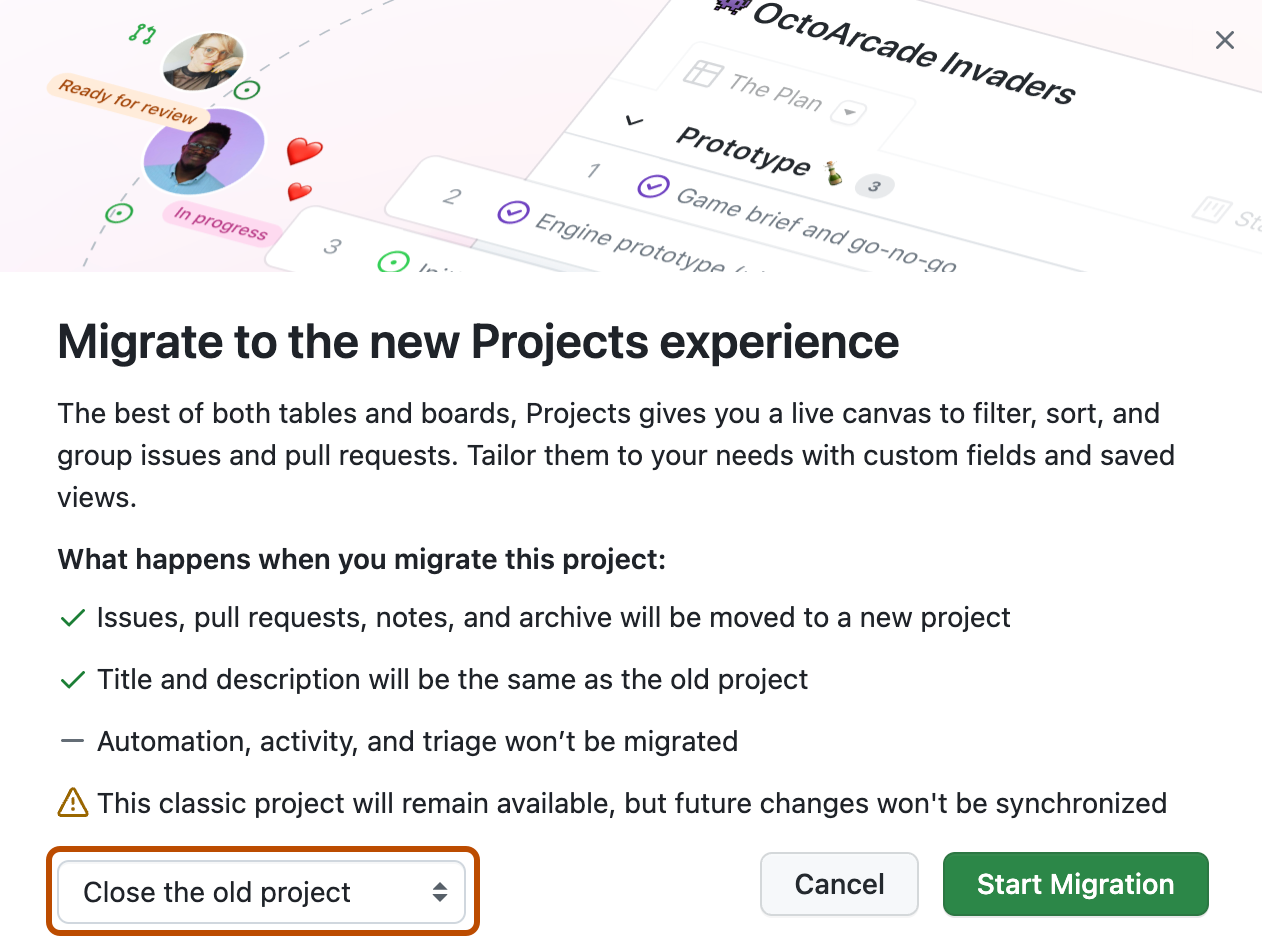 OctoArcade Invaders
Ready for review
The Plan
Prototype 3
1 Game brief and go-no-go
2 Engine prototype
In progress
3
Migrate to the new Projects experience
The best of both tables and boards, Projects gives you a live canvas to filter, sort, and
group issues and pull requests. Tailor them to your needs with custom fields and saved
views.
What happens when you migrate this project:
Issues, pull requests, notes, and archive will be moved to a new project
Title and description will be the same as the old project
Automation, activity, and triage won’t be migrated
This classic project will remain available, but future changes won't be synchronized
Close the old project
Cancel
Start Migration